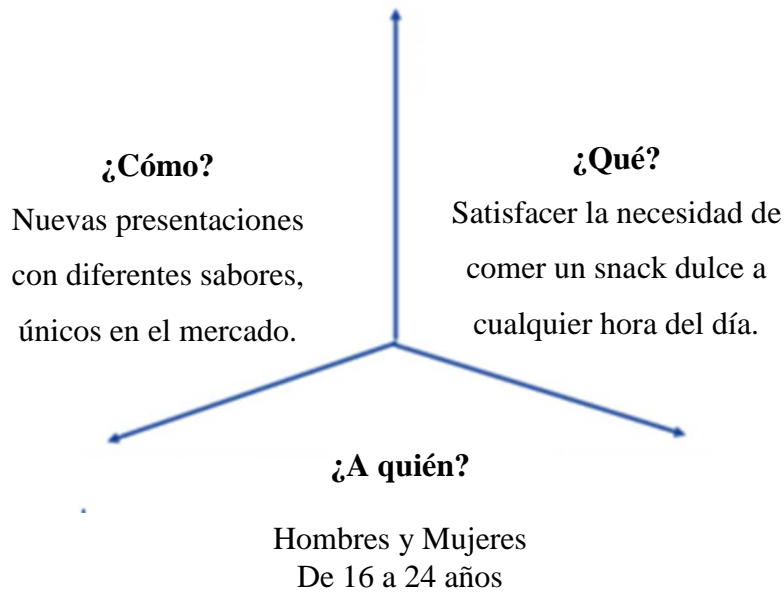 ¿Cómo?
Nuevas presentaciones
con diferentes sabores,
únicos en el mercado.
¿Qué?
Satisfacer la necesidad de
comer un snack dulce a
cualquier hora del día.
¿A quién?
Hombres y Mujeres
De 16 a 24 años